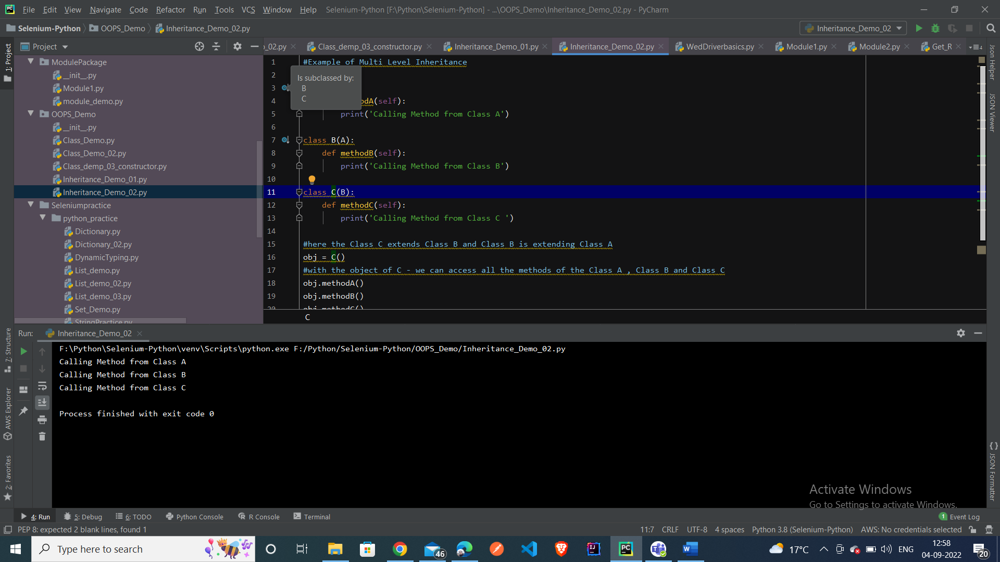 File Edit View Navigate Code Refactor Run Tools VCS Window Help Selenium-Python [F:\Python\Selenium-Python] - ...\OOPS_Demo\Inheritance_Demo_02.py - PyCharm
Selenium-Python OOPS_Demo Inheritance_Demo_02.py Inheritance_Demo_02
Project _02.py Class_demp_03_constructor.py Inheritance_Demo_01.py Inheritance_Demo_02.py WedDriverbasics.py Module1.py Module2.py Get_R 4
1: Project
ModulePackage
__init__.py
Module1.py
module_demo.py
OOPS_Demo
__init__.py
Class_Demo.py
Class_Demo_02.py
Class_demp_03_constructor.py
Inheritance_Demo_01.py
Inheritance_Demo_02.py
Seleniumpractice
python_practice
Dictionary.py
Dictionary_02.py
DynamicTyping.py
List_demo.py
List_demo_02.py
List_demo_03.py
Set_Demo.py
StringPractice.py
1 #Example of Multi Level Inheritance
2
3
Is subclassed by:
B
C
4 odA(self):
5 print('Calling Method from Class A')
6
7 class B(A):
8 def methodB(self):
9 print('Calling Method from Class B')
10
11 class C(B):
12 def methodC(self):
13 print('Calling Method from Class C ')
14
15 #here the Class C extends Class B and Class B is extending Class A
16 obj = C()
17 #with the object of C - we can access all the methods of the Class A , Class B and Class C
18 obj.methodA()
19 obj.methodB()
20 obj.methodC()
C
Json Helper
JSON Viewer
JSON Formatter
7: Structure
AWS Explorer
2: Favorites
Run: Inheritance_Demo_02
F:\Python\Selenium-Python\venv\Scripts\python.exe F:/Python/Selenium-Python/OOPS_Demo/Inheritance_Demo_02.py
Calling Method from Class A
Calling Method from Class B
Calling Method from Class C
Process finished with exit code 0
Activate Windows
Go to Settings to activate Windows.
4: Run 5: Debug 6: TODO Python Console R Console Terminal 1 Event Log
PEP 8: expected 2 blank lines, found 1 11:7 CRLF UTF-8 4 spaces Python 3.8 (Selenium-Python) AWS: No credentials selected
Type here to search 46 PC 17°C ENG 12:58
04-09-2022 20